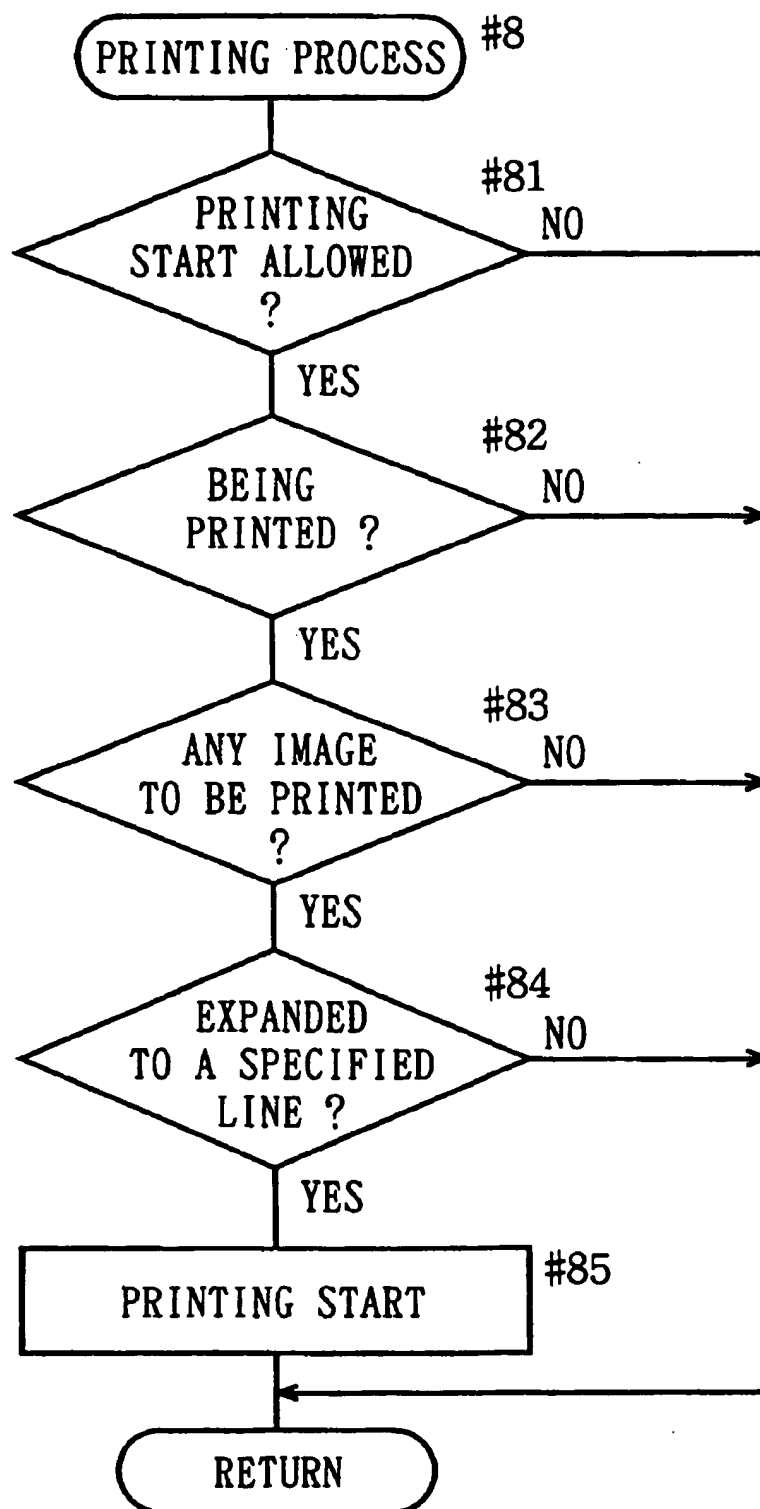 PRINTING PROCESS #8
#81
PRINTING
START ALLOWED
?
NO
YES
#82
BEING
PRINTED ?
NO
YES
#83
ANY IMAGE
TO BE PRINTED
?
NO
YES
#84
EXPANDED
TO A SPECIFIED
LINE ?
NO
YES
PRINTING START #85
RETURN